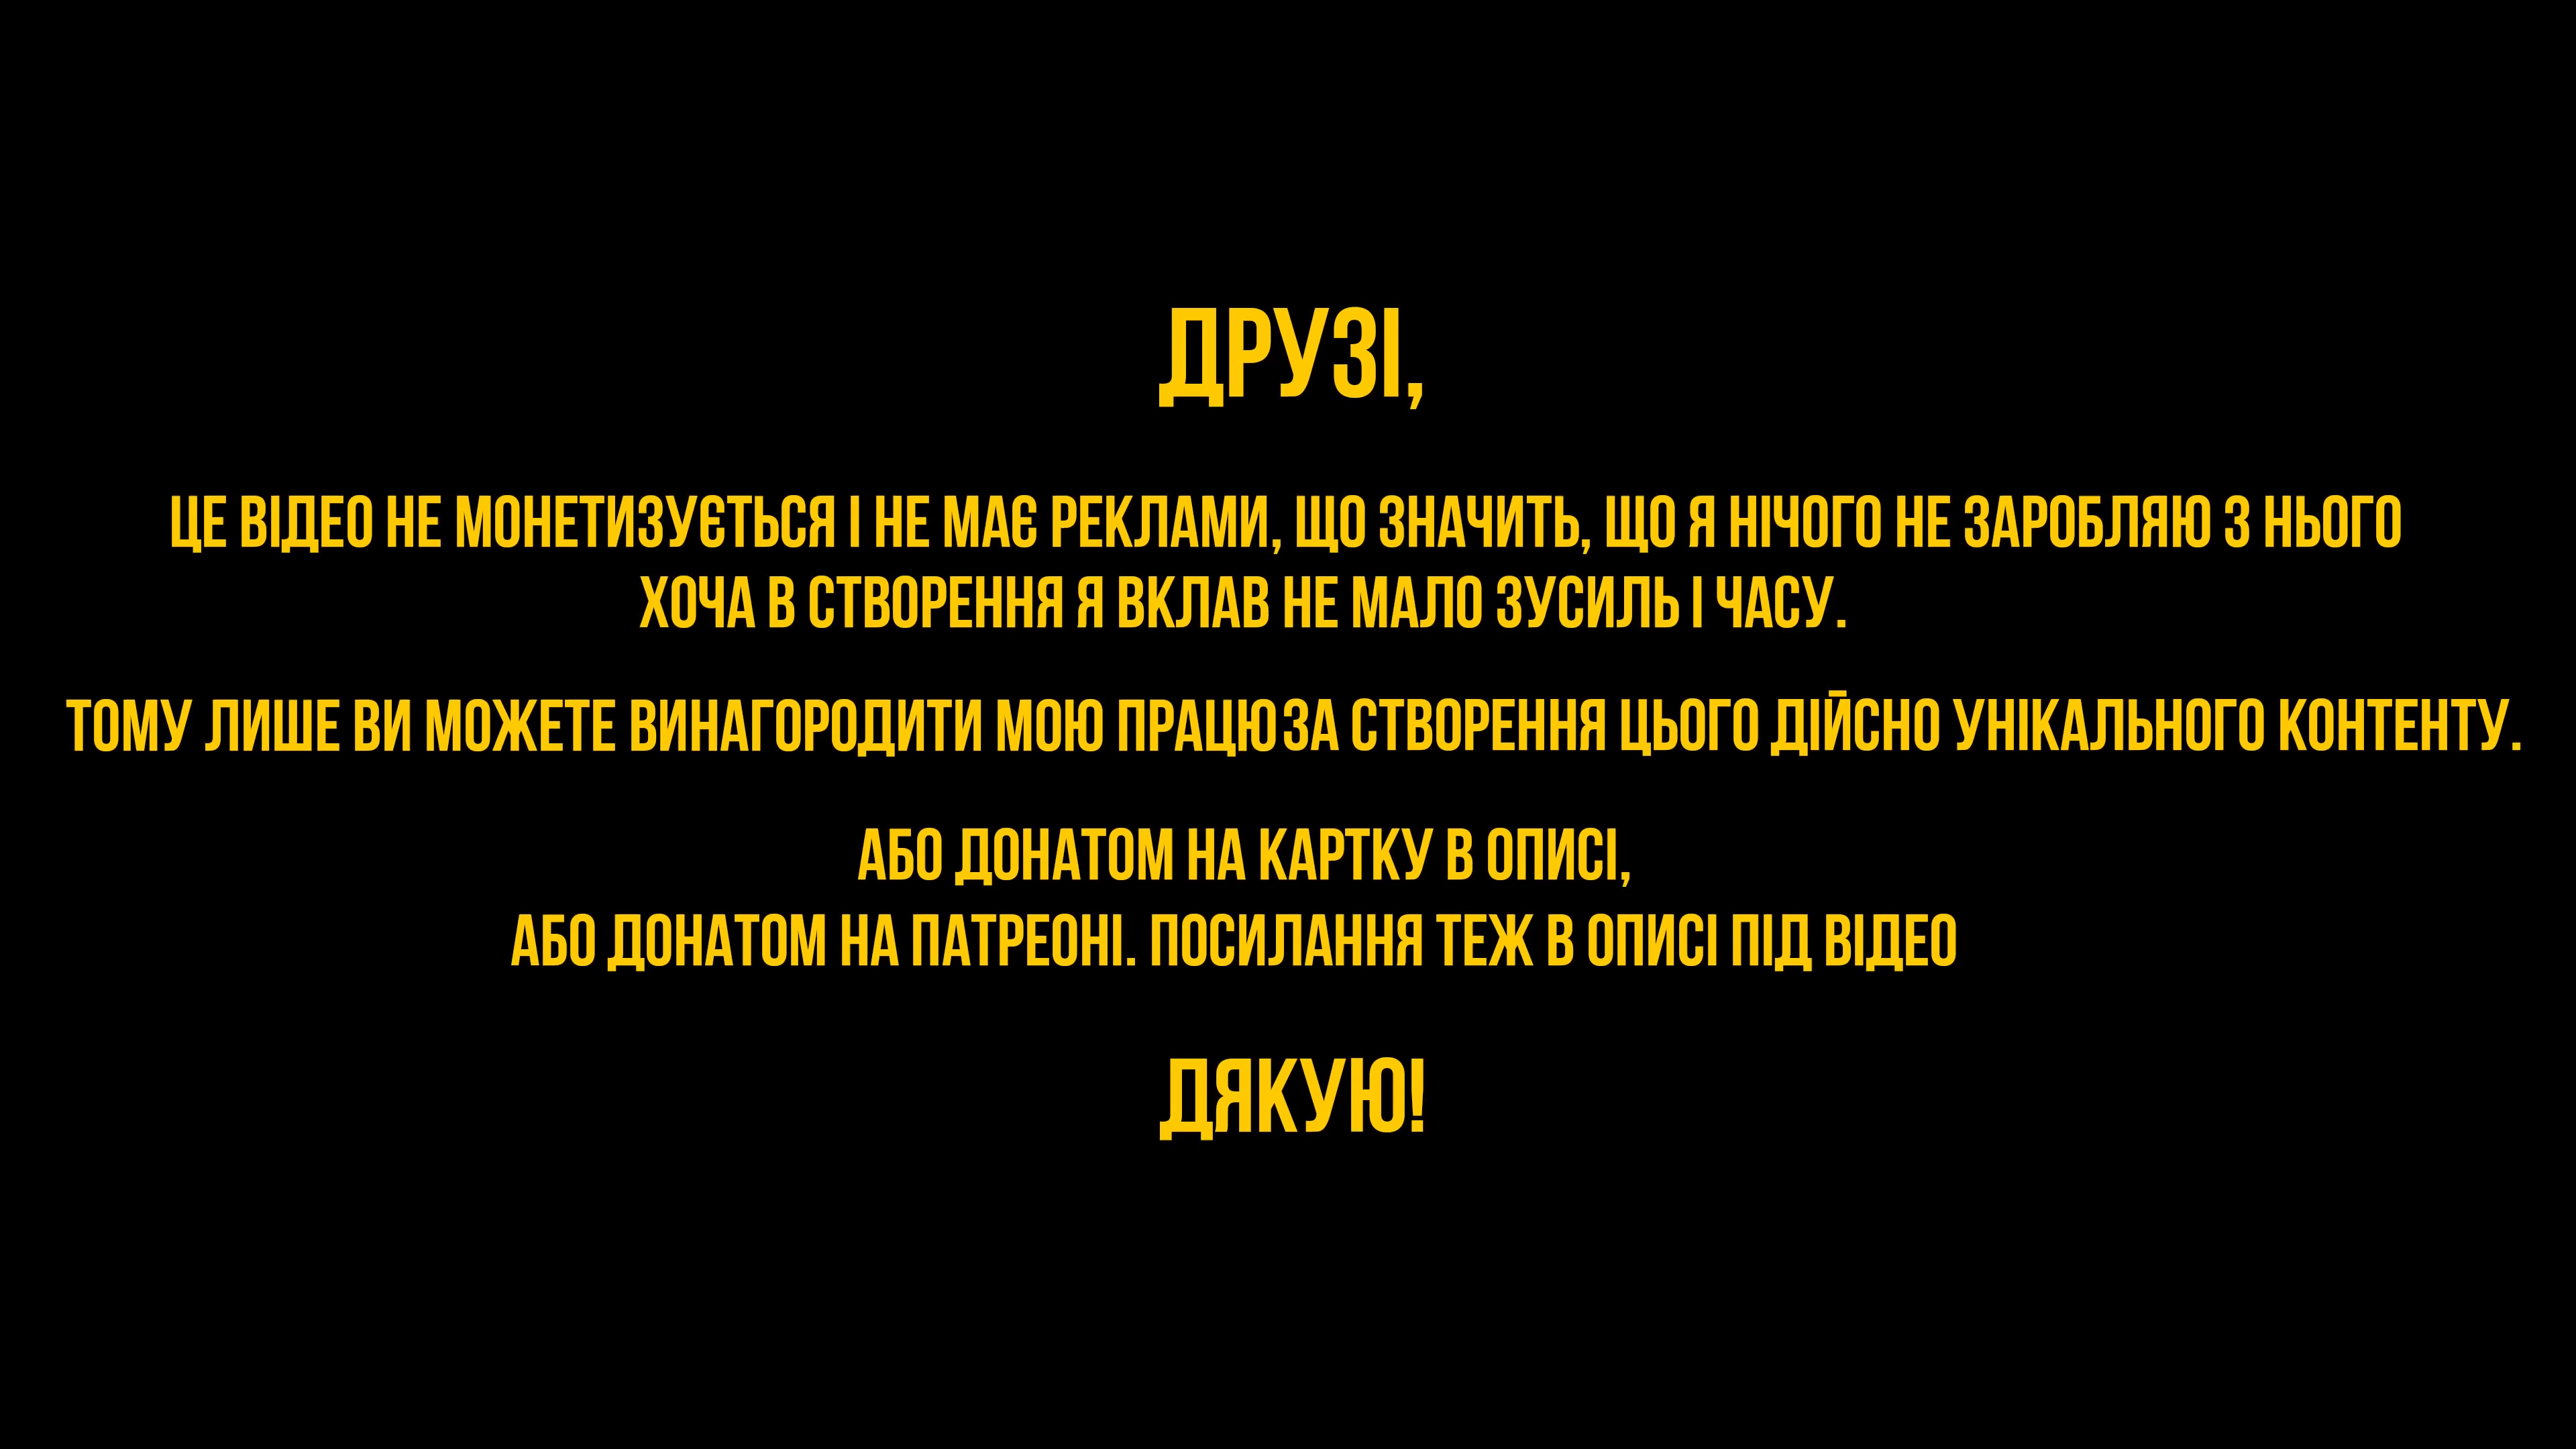 ДРУЗІ,
ЦЕ ВІДЕО НЕ МОНЕТИЗУЄТЬСЯ І НЕ МАЄ РЕКЛАМИ, ЩО ЗНАЧИТЬ, ЩО Я НІЧОГО НЕ ЗАРОБЛЯЮ З НЬОГО
ХОЧА В СТВОРЕННЯ Я ВКЛАВ НЕ МАЛО ЗУСИЛЬ І ЧАСУ.
ТОМУ ЛИШЕ ВИ МОЖЕТЕ ВИНАГОРОДИТИ МОЮ ПРАЦЮ ЗА СТВОРЕННЯ ЦЬОГО ДІЙСНО УНІКАЛЬНОГО КОНТЕНТУ.
АБО ДОНАТОМ НА КАРТКУ В ОПИСІ,
АБО ДОНАТОМ НА ПАТРЕОНІ. ПОСИЛАННЯ ТЕЖ В ОПИСІ ПІД ВІДЕО
ДЯКУЮ!